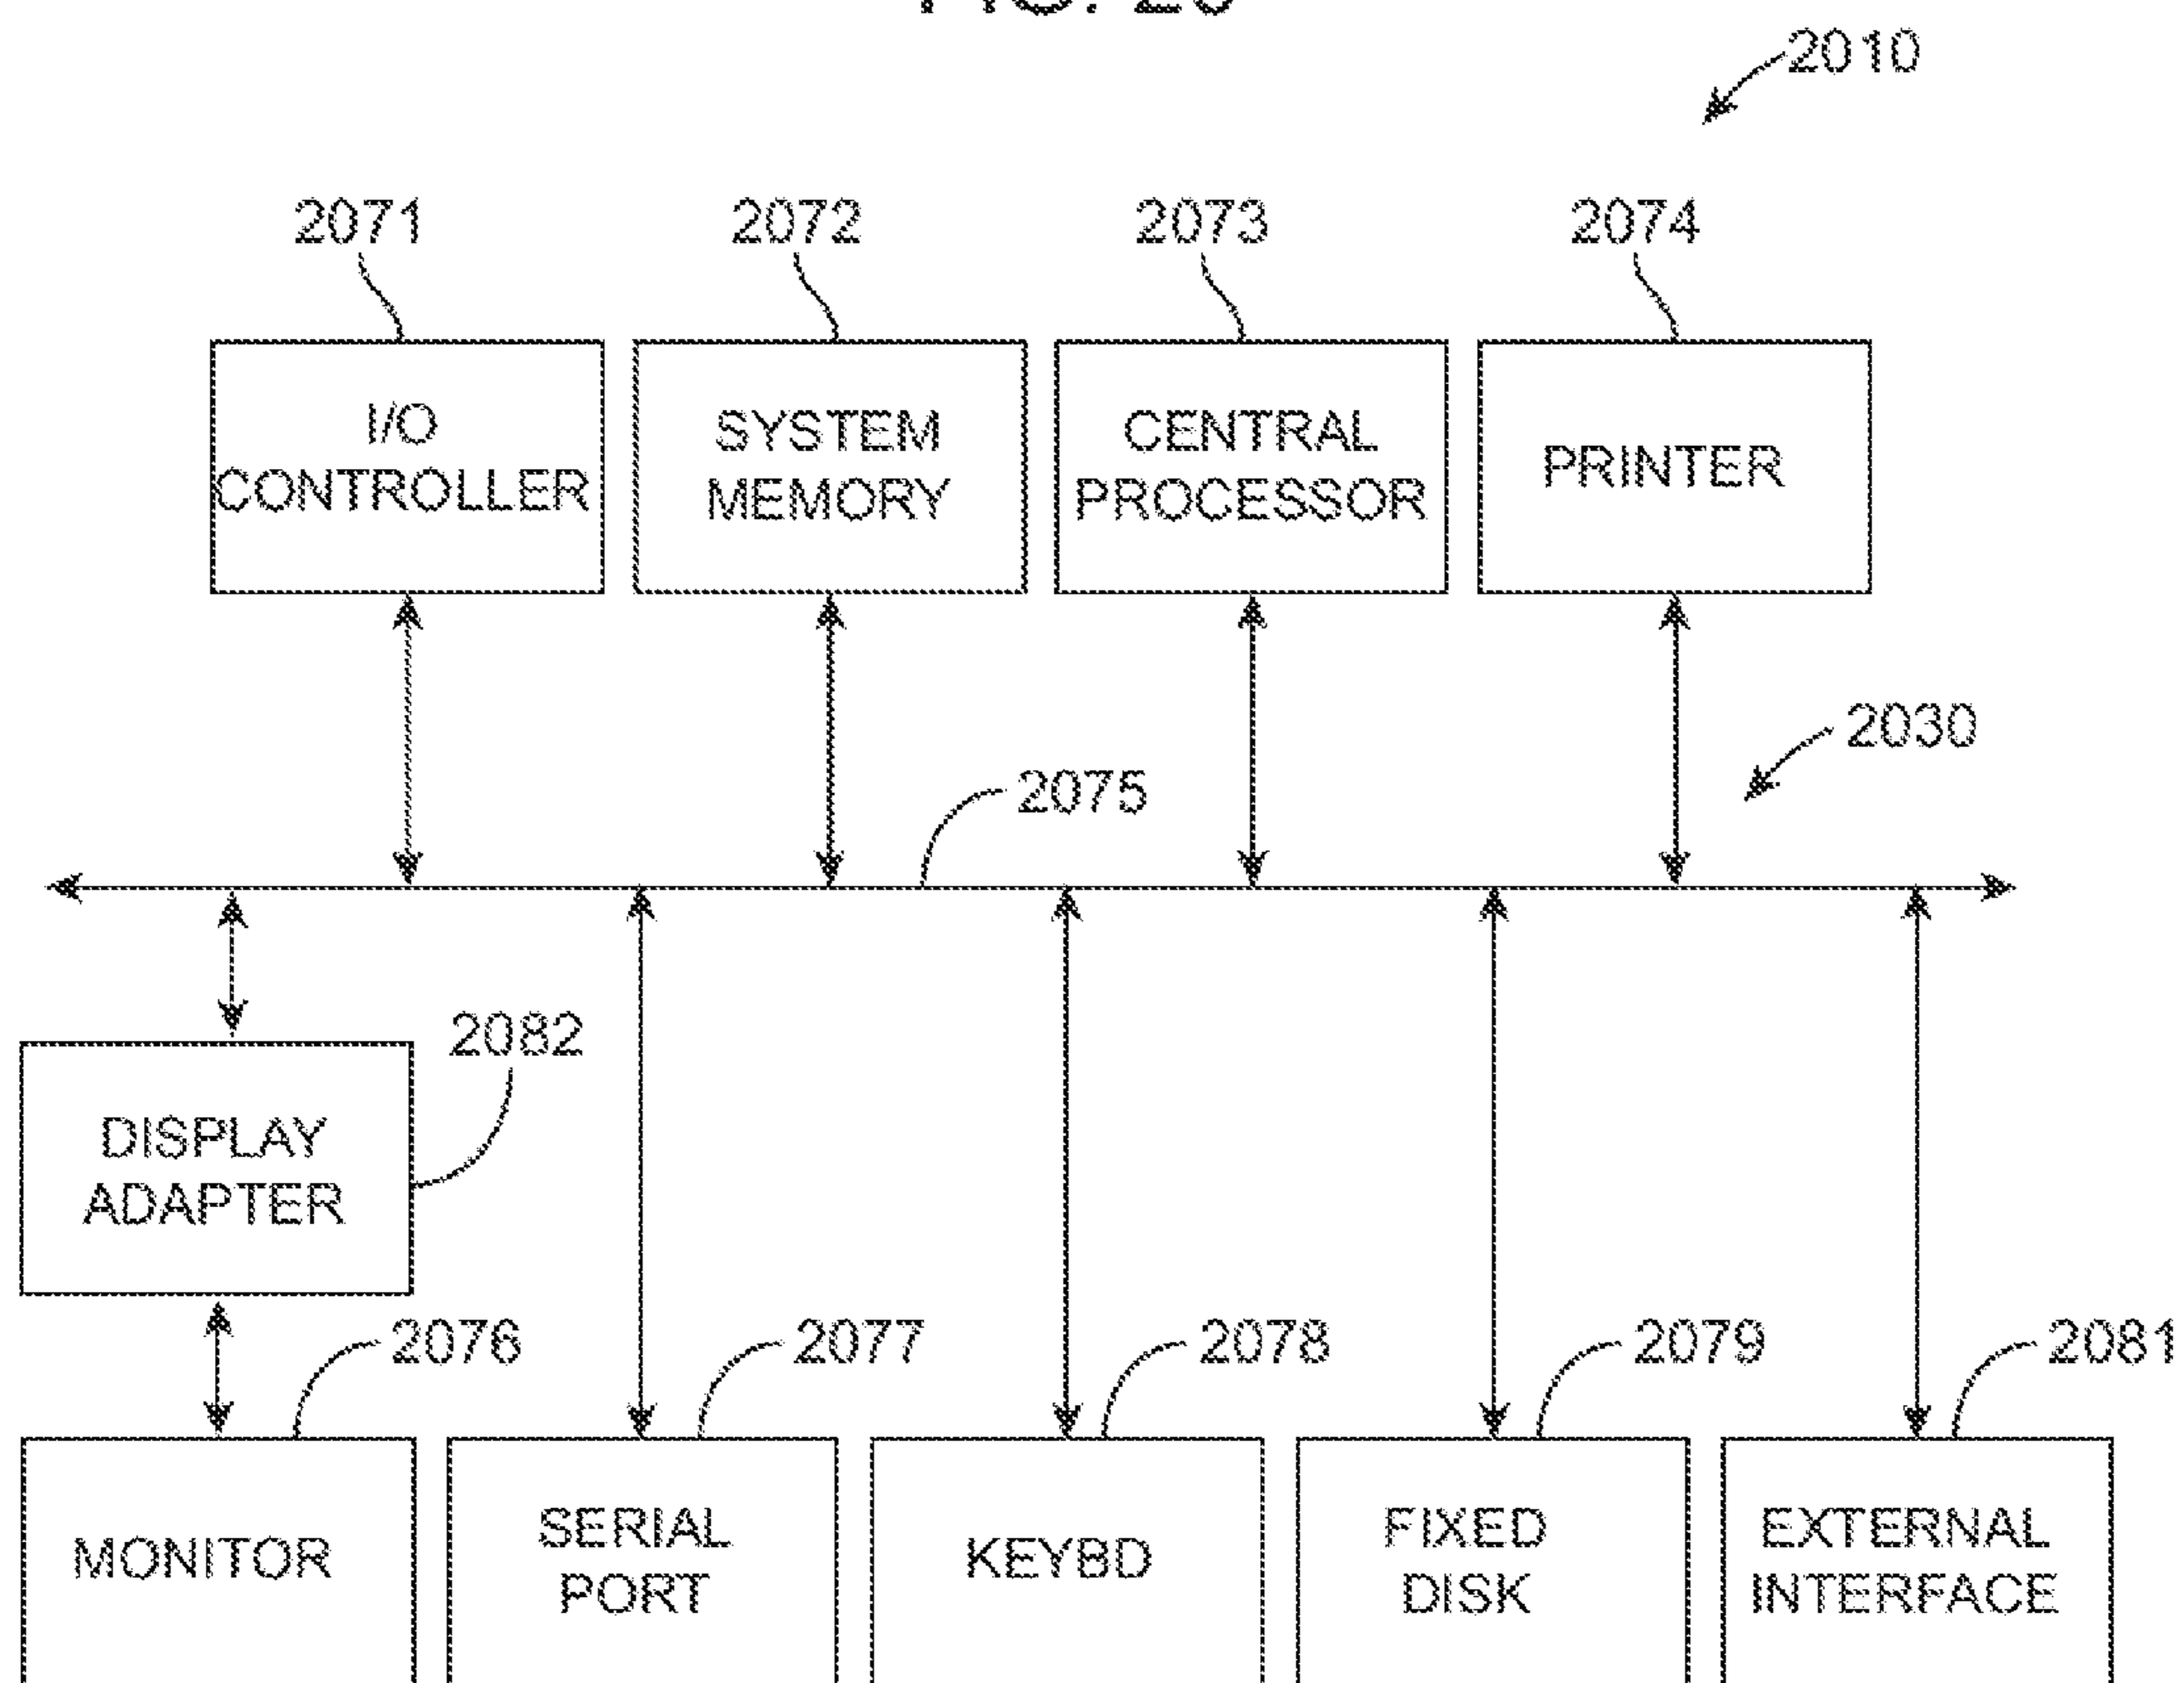 2010
2071
2072
2073
2074
I/O
CONTROLLER
SYSTEM
MEMORY
CENTRAL
PROCESSOR
PRINTER
2030
2075
2082
DISPLAY
ADAPTER
2076
2077
2078
2079
2081
MONITOR
SERIAL
PORT
KEYBD
FIXED
DISK
EXTERNAL
INTERFACE